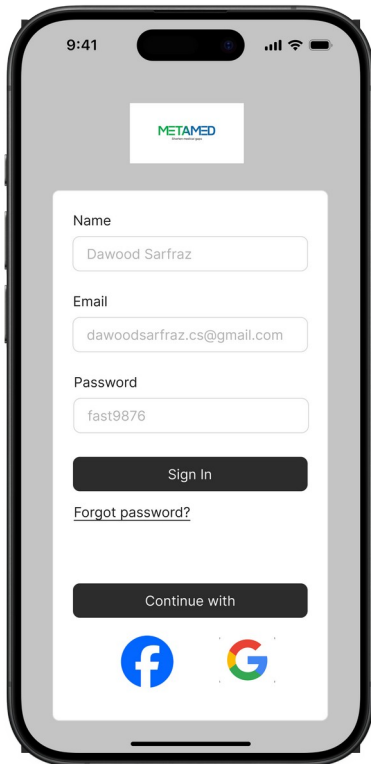 9:41
METAMED
Name
Dawood Sarfraz
Email
dawoodsarfraz.cs@gmail.com
Password
fast9876
Sign In
Forgot password?
Continue with